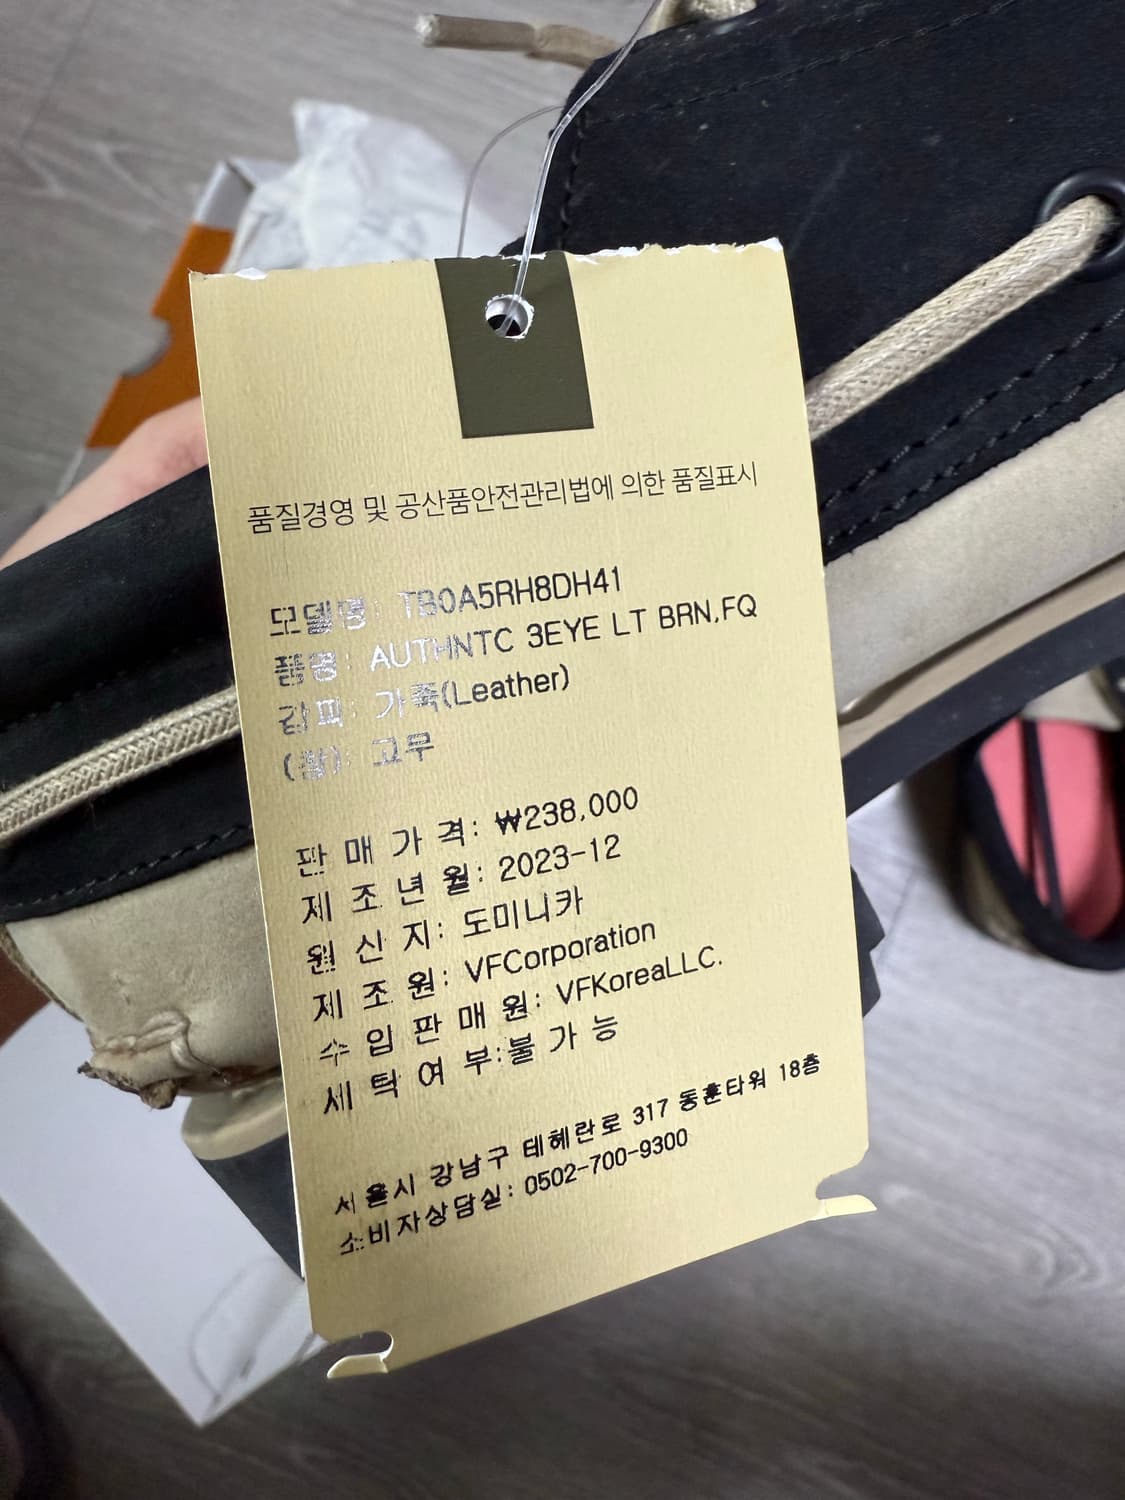 품질경영 및 공산품안전관리법에 의한 품질표시
모델명: TB0A5RH8DH41
품명: AUTHNTC 3EYE LT BRN,FQ
감피: 가죽(Leather)
(창): 고무
판 매 가 격: ₩238,000
제 조 년 월: 2023-12
원 산 지: 도미니카
제 조 원: VFCorporation
수 입 판 매 원: VFKoreaLLC.
세 탁 여 부:불 가 능
서울시 강남구 테헤란로 317 동훈타워 18층
소비자상담실: 0502-700-9300